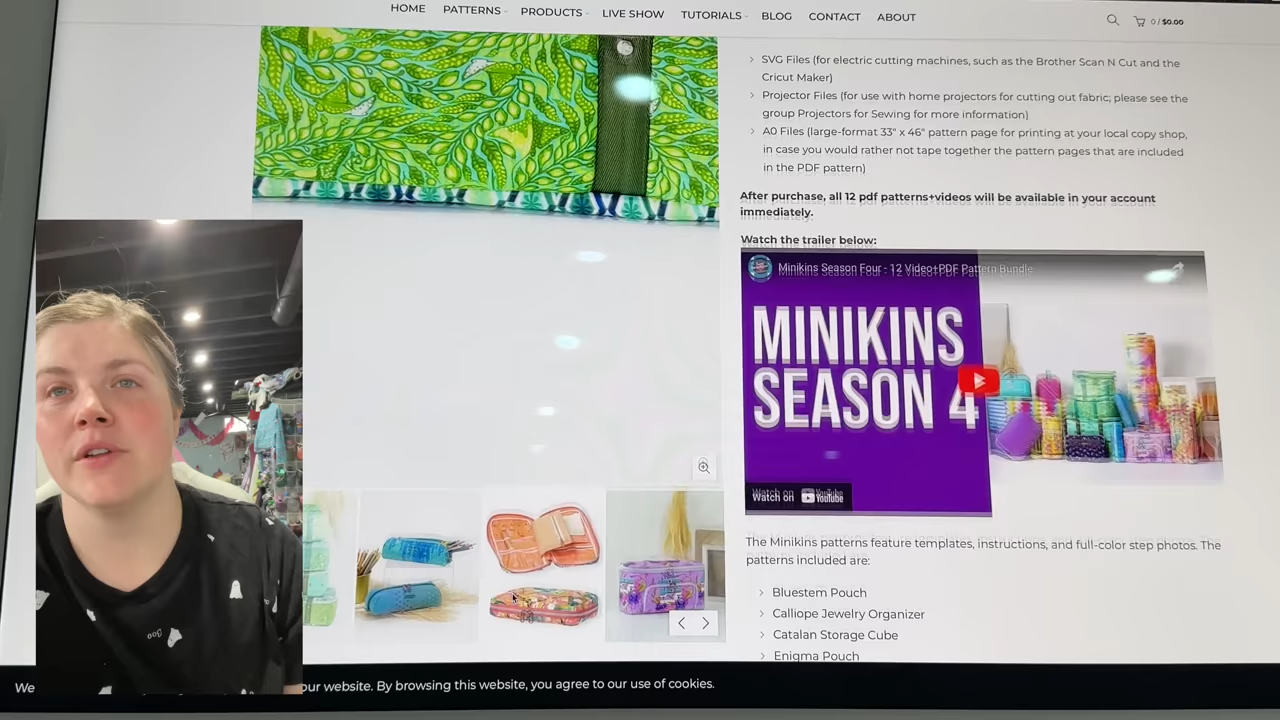 HOME PATTERNS PRODUCTS LIVE SHOW TUTORIALS BLOG CONTACT ABOUT 0 / $0.00
SVG Files (for electric cutting machines, such as the Brother Scan N Cut and the
Cricut Maker)
Projector Files (for use with home projectors for cutting out fabric; please see the
group Projectors for Sewing for more information)
A0 Files (large-format 33" x 46" pattern page for printing at your local copy shop,
in case you would rather not tape together the pattern pages that are included
in the PDF pattern)
After purchase, all 12 pdf patterns+videos will be available in your account
immediately.
Watch the trailer below:
Minikins Season Four - 12 Video+PDF Pattern Bundle
MINIKINS
SEASON 4
Watch on YouTube
The Minikins patterns feature templates, instructions, and full-color step photos. The
patterns included are:
Bluestem Pouch
Calliope Jewelry Organizer
Catalan Storage Cube
Enigma Pouch
We our website. By browsing this website, you agree to our use of cookies.
Boo